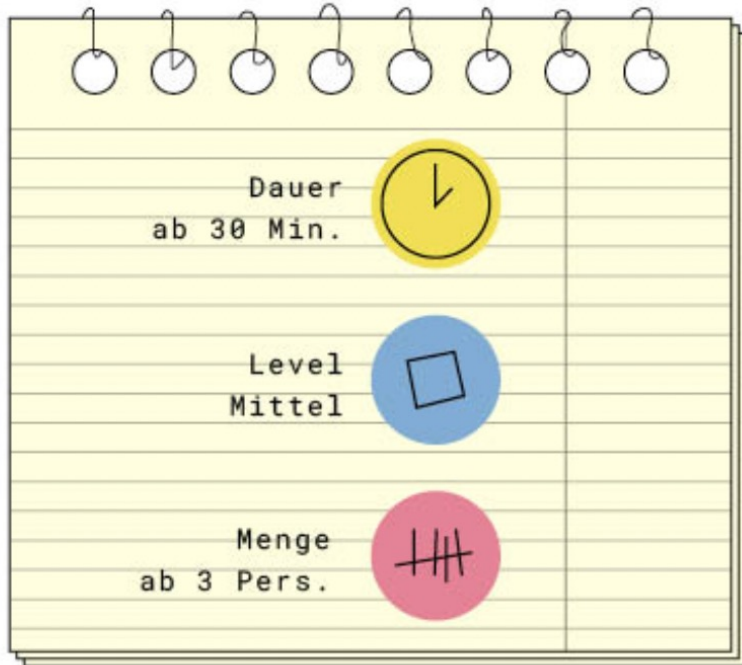 Dauer
ab 30 Min.
Level
Mittel
Menge
ab 3 Pers.